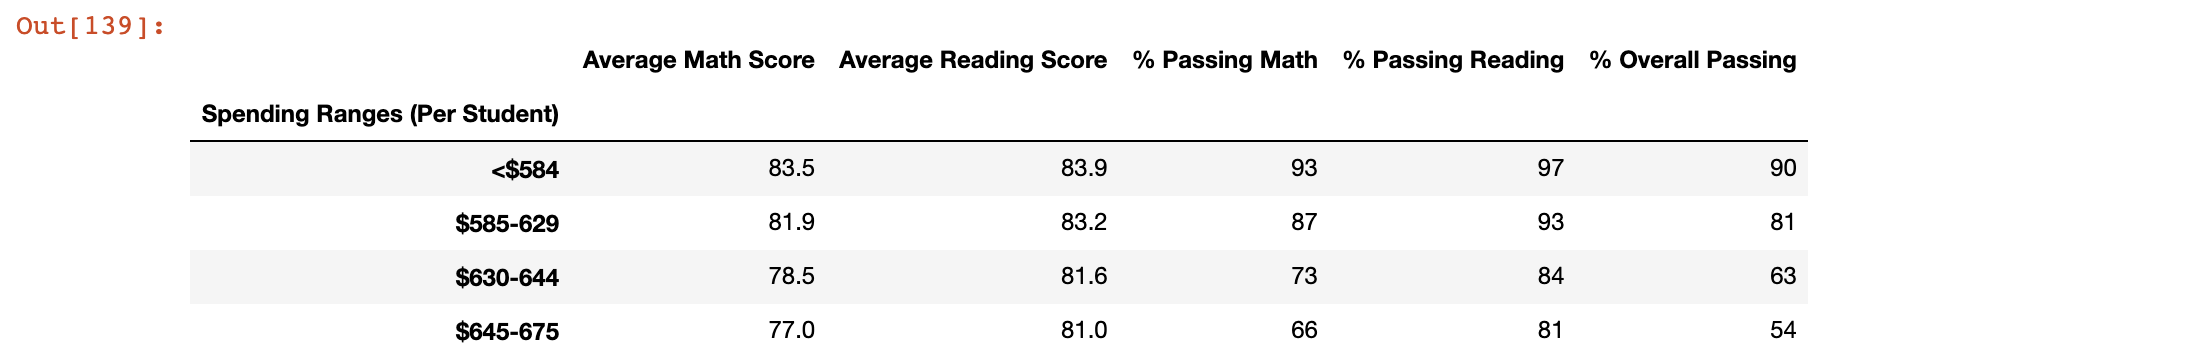 Out[139]:
Average Math Score Average Reading Score % Passing Math % Passing Reading % Overall Passing
Spending Ranges (Per Student)
<$584 83.5 83.9 93 97 90
$585-629 81.9 83.2 87 93 81
$630-644 78.5 81.6 73 84 63
$645-675 77.0 81.0 66 81 54